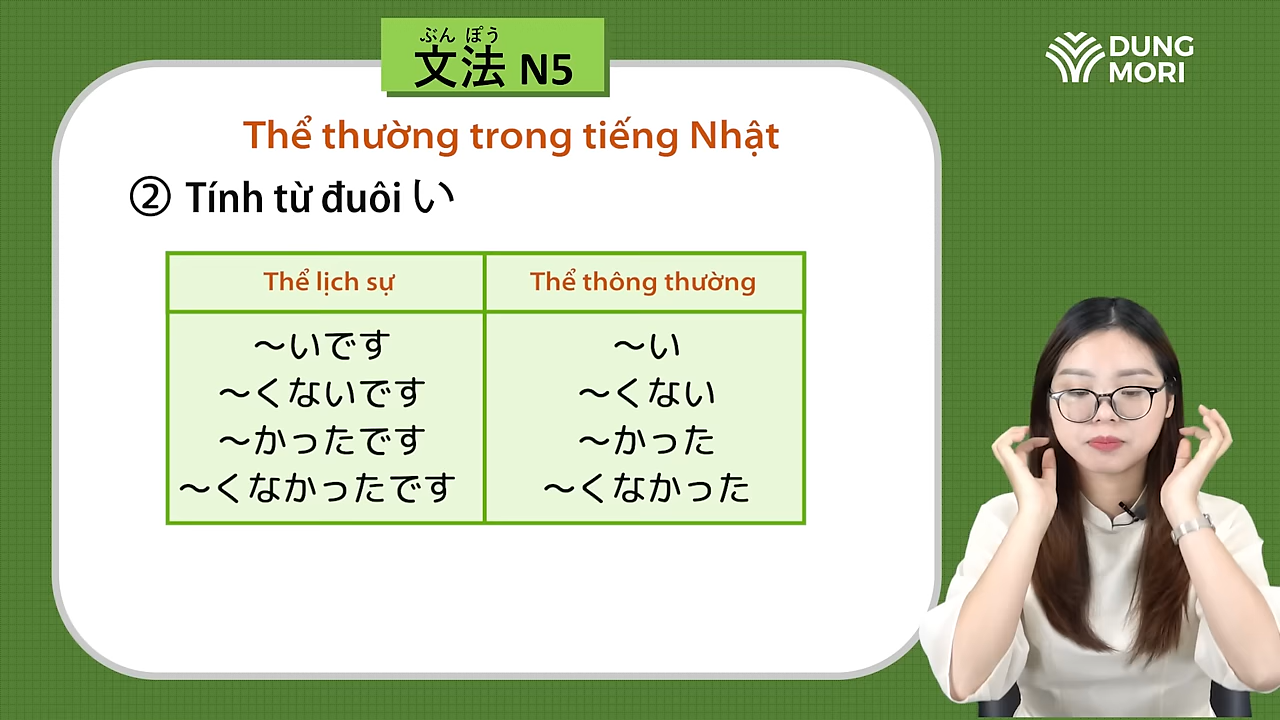 ぶん ぽう
文法 N5
DUNG
MORI
Thể thường trong tiếng Nhật
② Tính từ đuôi い
Thể lịch sự
Thể thông thường
～いです
～い
～くないです
～くない
～かったです
～かった
～くなかったです
～くなかった